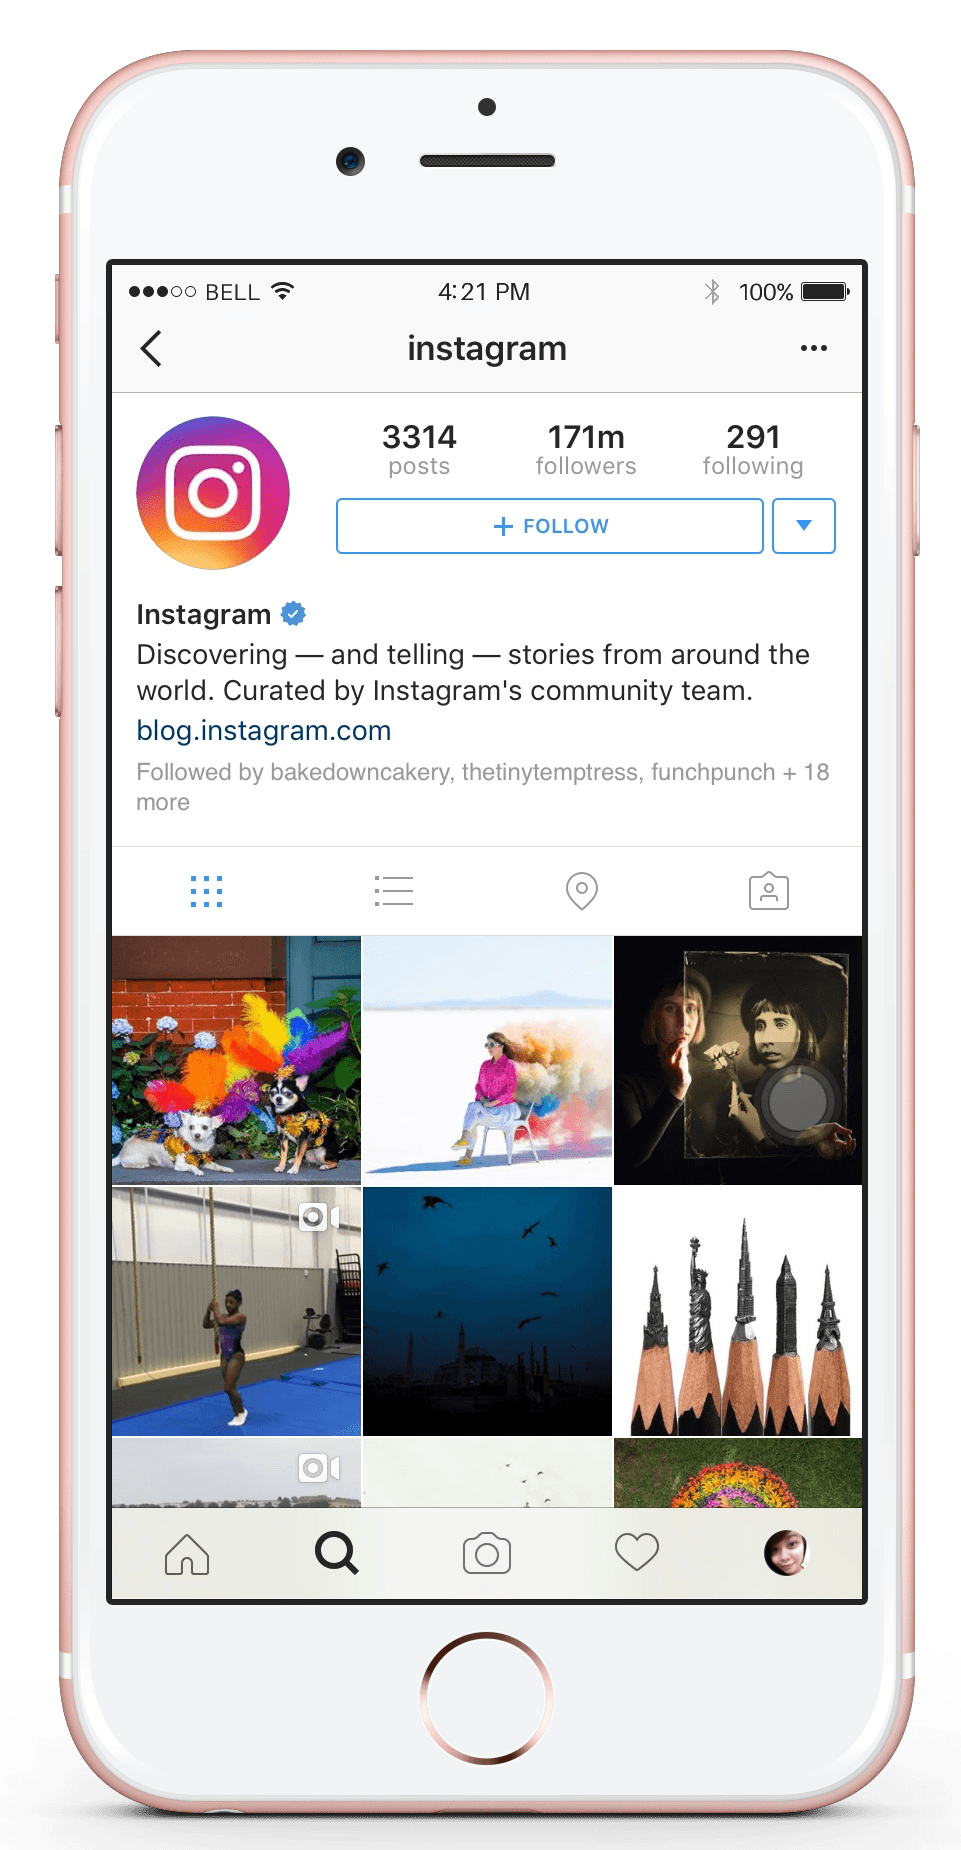 BELL 4:21 PM 100%
instagram
3314 171m 291
posts followers following
+ FOLLOW
Instagram
Discovering — and telling — stories from around the
world. Curated by Instagram's community team.
blog.instagram.com
Followed by bakedowncakery, thetinytemptress, funchpunch + 18
more